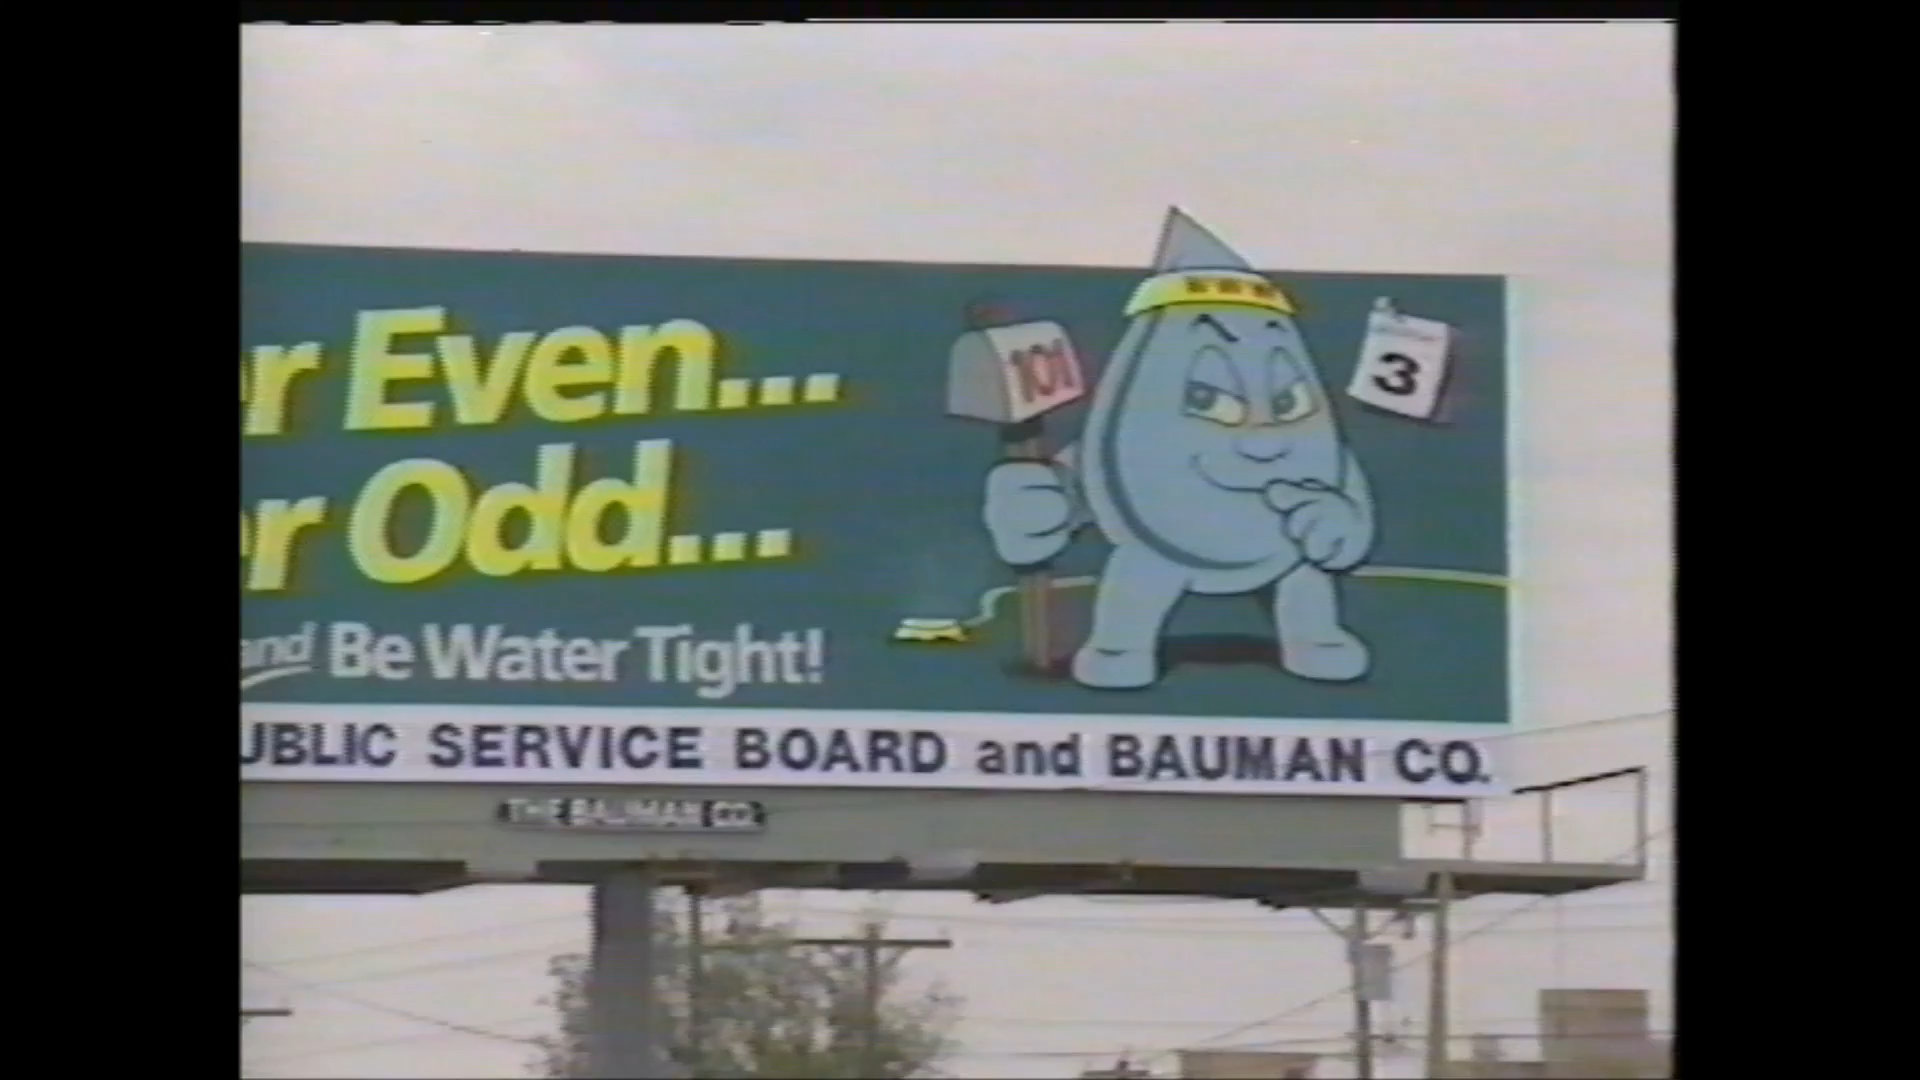 r Even...
r Odd...
and Be Water Tight!
101
3
UBLIC SERVICE BOARD and BAUMAN CO.
THE BAUMAN CO.